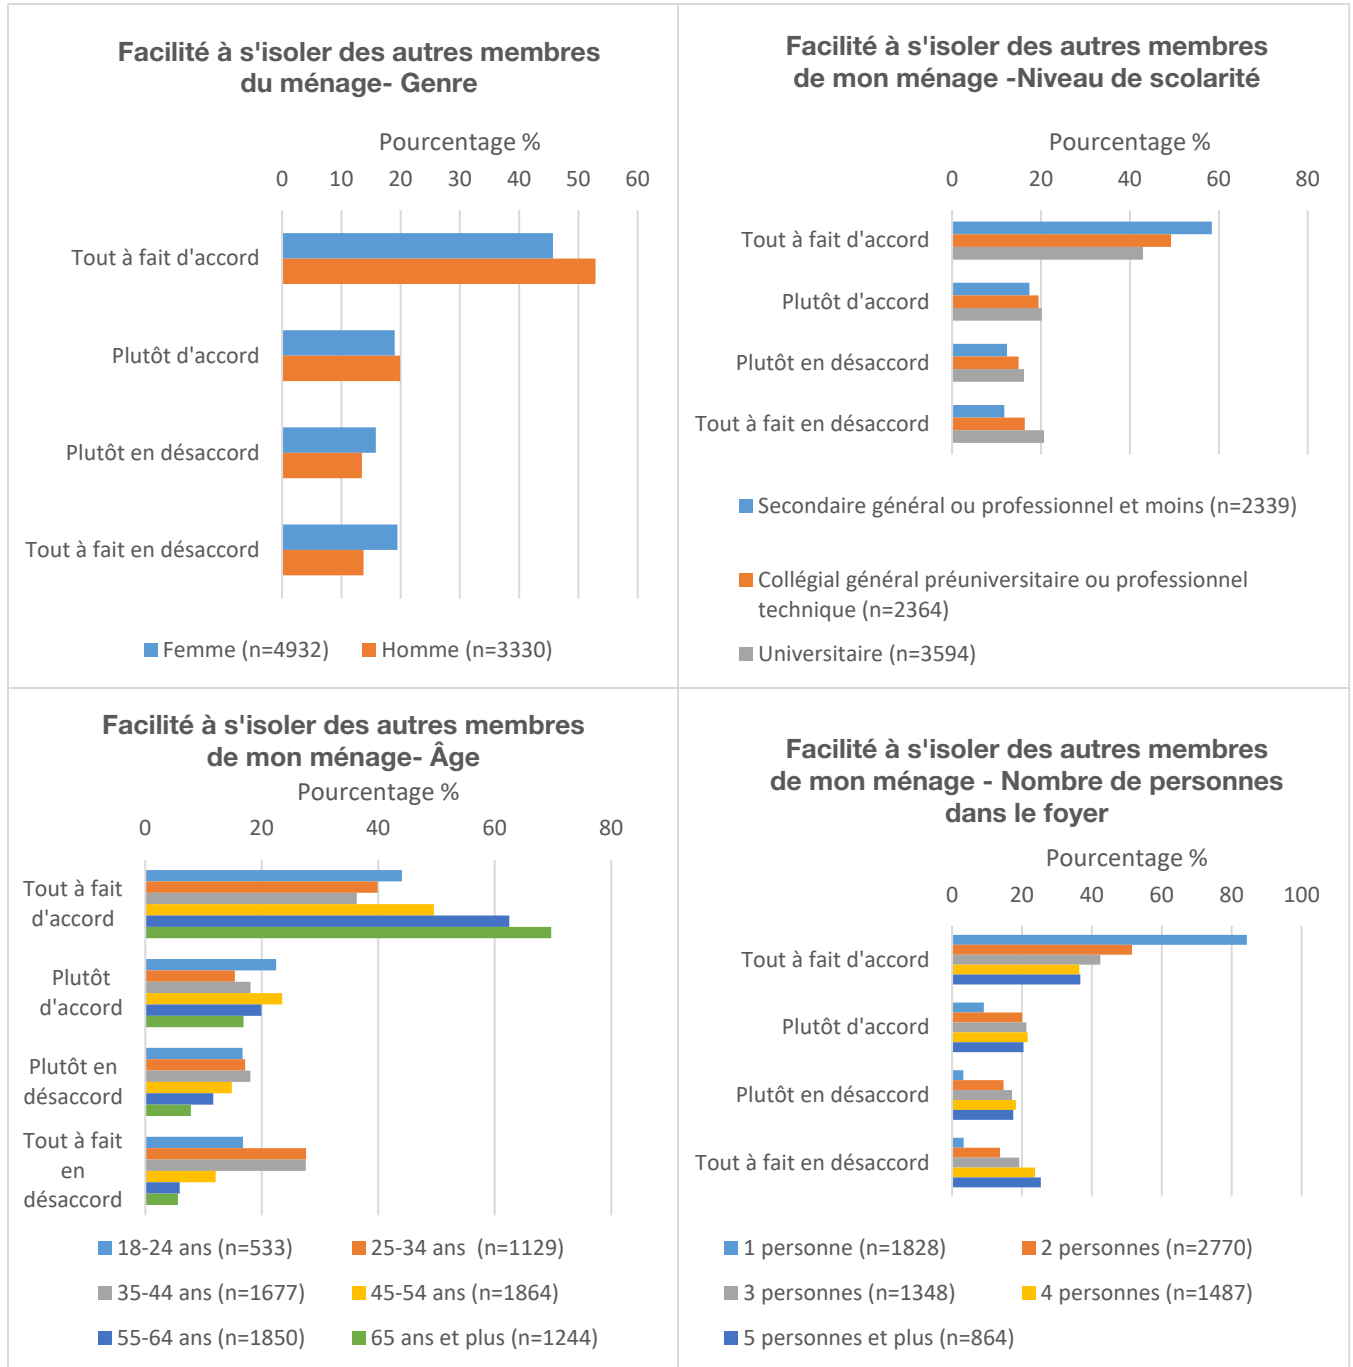 Facilité à s'isoler des autres membres
du ménage- Genre
Pourcentage %
0 10 20 30 40 50 60
Tout à fait d'accord
Plutôt d'accord
Plutôt en désaccord
Tout à fait en désaccord
Femme (n=4932) Homme (n=3330)
Facilité à s'isoler des autres membres
de mon ménage -Niveau de scolarité
Pourcentage %
0 20 40 60 80
Tout à fait d'accord
Plutôt d'accord
Plutôt en désaccord
Tout à fait en désaccord
Secondaire général ou professionnel et moins (n=2339)
Collégial général préuniversitaire ou professionnel
technique (n=2364)
Universitaire (n=3594)
Facilité à s'isoler des autres membres
de mon ménage- Âge
Pourcentage %
0 20 40 60 80
Tout à fait
d'accord
Plutôt
d'accord
Plutôt en
désaccord
Tout à fait
en
désaccord
18-24 ans (n=533) 25-34 ans (n=1129)
35-44 ans (n=1677) 45-54 ans (n=1864)
55-64 ans (n=1850) 65 ans et plus (n=1244)
Facilité à s'isoler des autres membres
de mon ménage - Nombre de personnes
dans le foyer
Pourcentage %
0 20 40 60 80 100
Tout à fait d'accord
Plutôt d'accord
Plutôt en désaccord
Tout à fait en désaccord
1 personne (n=1828) 2 personnes (n=2770)
3 personnes (n=1348) 4 personnes (n=1487)
5 personnes et plus (n=864)